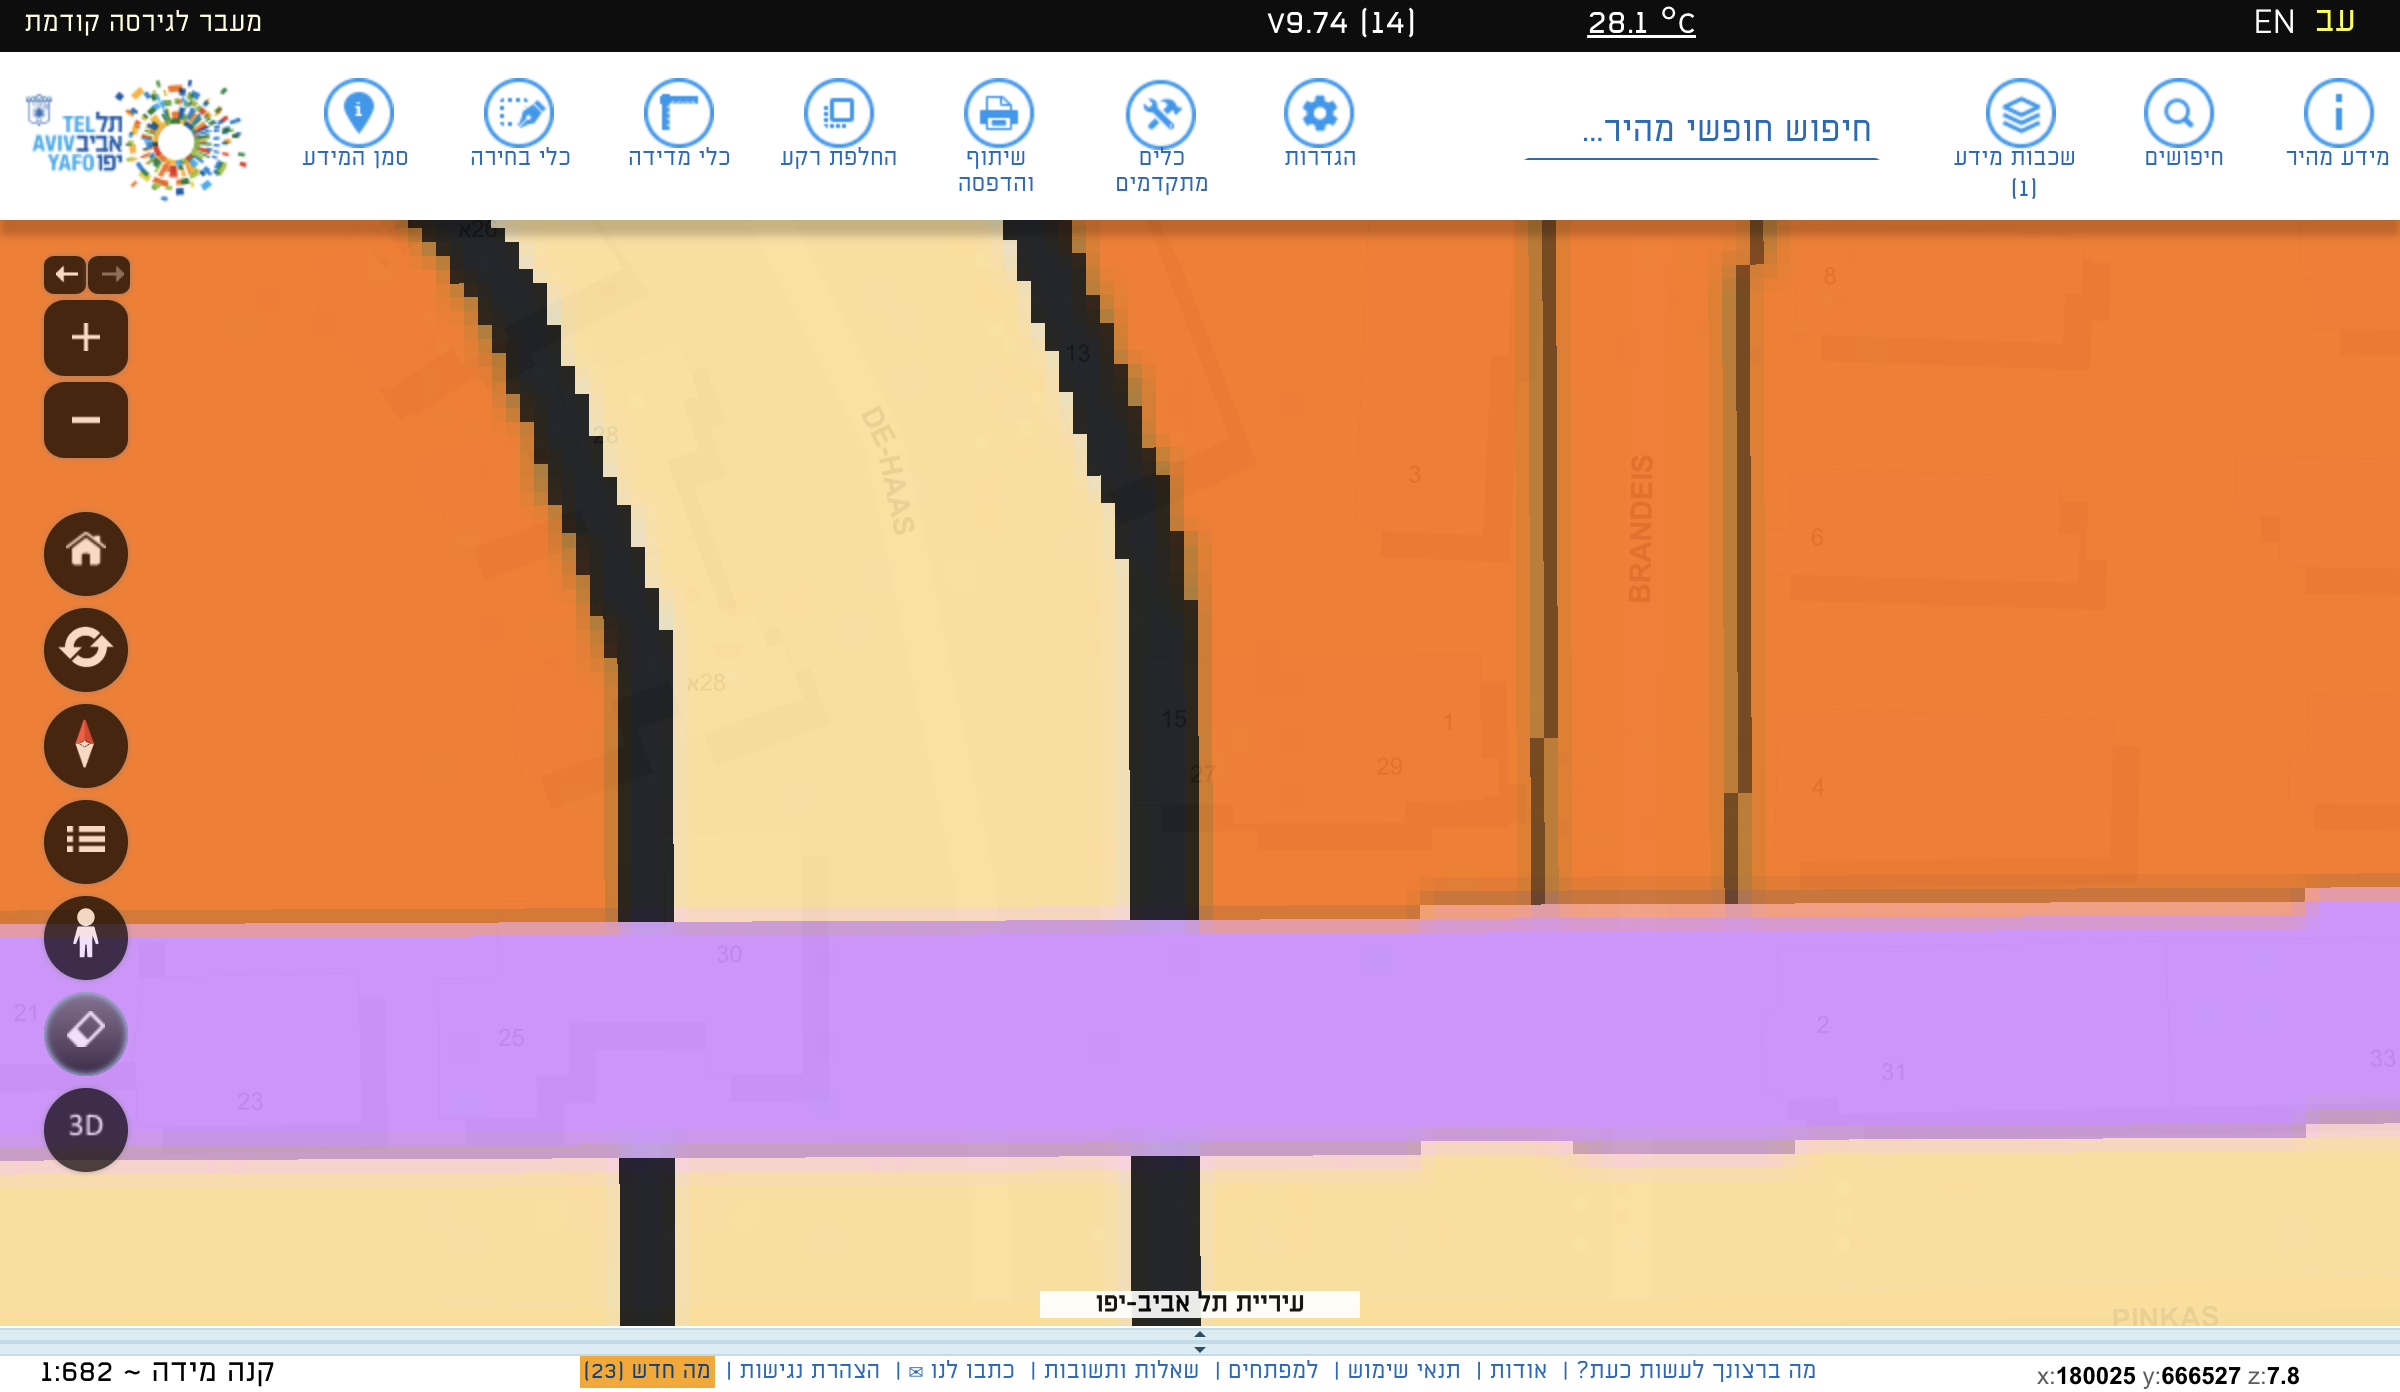 עב EN
28.1 °C
V9.74 (14)
מעבר לגירסה קודמת
מידע מהיר
חיפושים
שכבות מידע
(1)
חיפוש חופשי מהיר...
הגדרות
כלים
מתקדמים
שיתוף
והדפסה
החלפת רקע
כלי מדידה
כלי בחירה
סמן המידע
TEL תל
AVIV אביב
YAFO יפו
26א
8
13
28
DE-HAAS
3
BRANDEIS
6
28א
15
1
27
29
4
30
21
25
2
31
33
23
3D
PINKAS
עיריית תל אביב-יפו
מה ברצונך לעשות כעת? | אודות | תנאי שימוש | למפתחים | שאלות ותשובות | כתבו לנו ✉ | הצהרת נגישות | מה חדש (23)
קנה מידה ~ 1:682
x:180025 y:666527 z:7.8